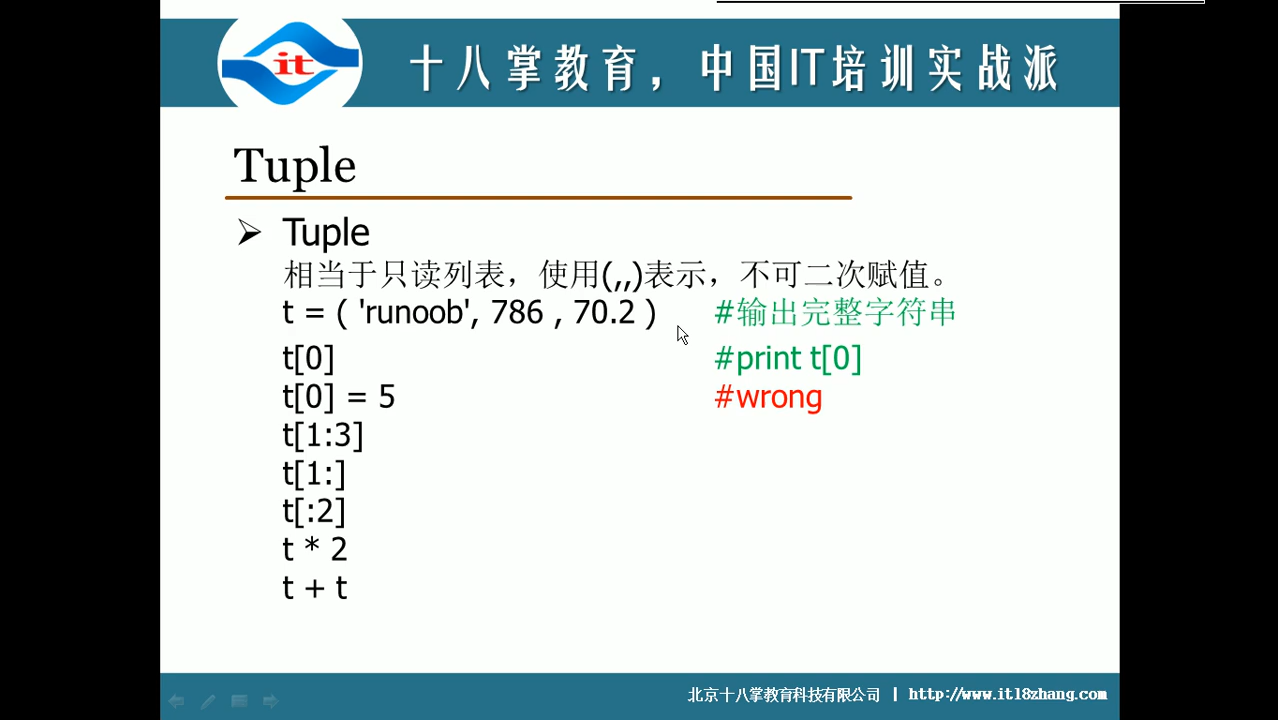 it
十八掌教育，中国IT培训实战派
Tuple
Tuple
相当于只读列表，使用(,,)表示，不可二次赋值。
t = ( 'runoob', 786 , 70.2 ) #输出完整字符串
t[0] #print t[0]
t[0] = 5 #wrong
t[1:3]
t[1:]
t[:2]
t * 2
t + t
北京十八掌教育科技有限公司 | http://www.it18zhang.com